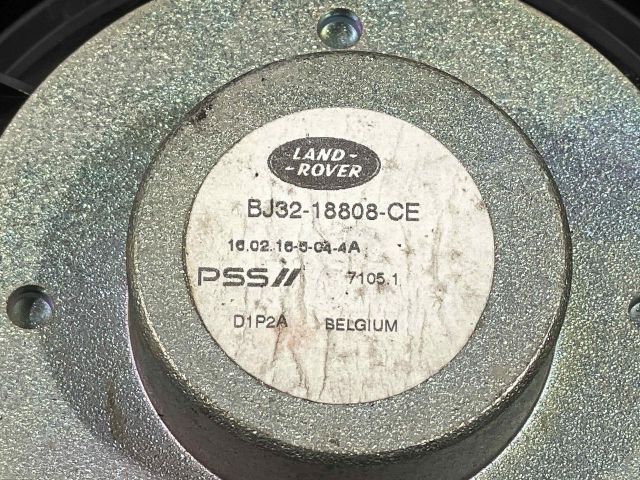 LAND-
-ROVER
BJ32-18808-CE
16.02.16-5-04-4A
PSS// 7105.1
D1P2A BELGIUM